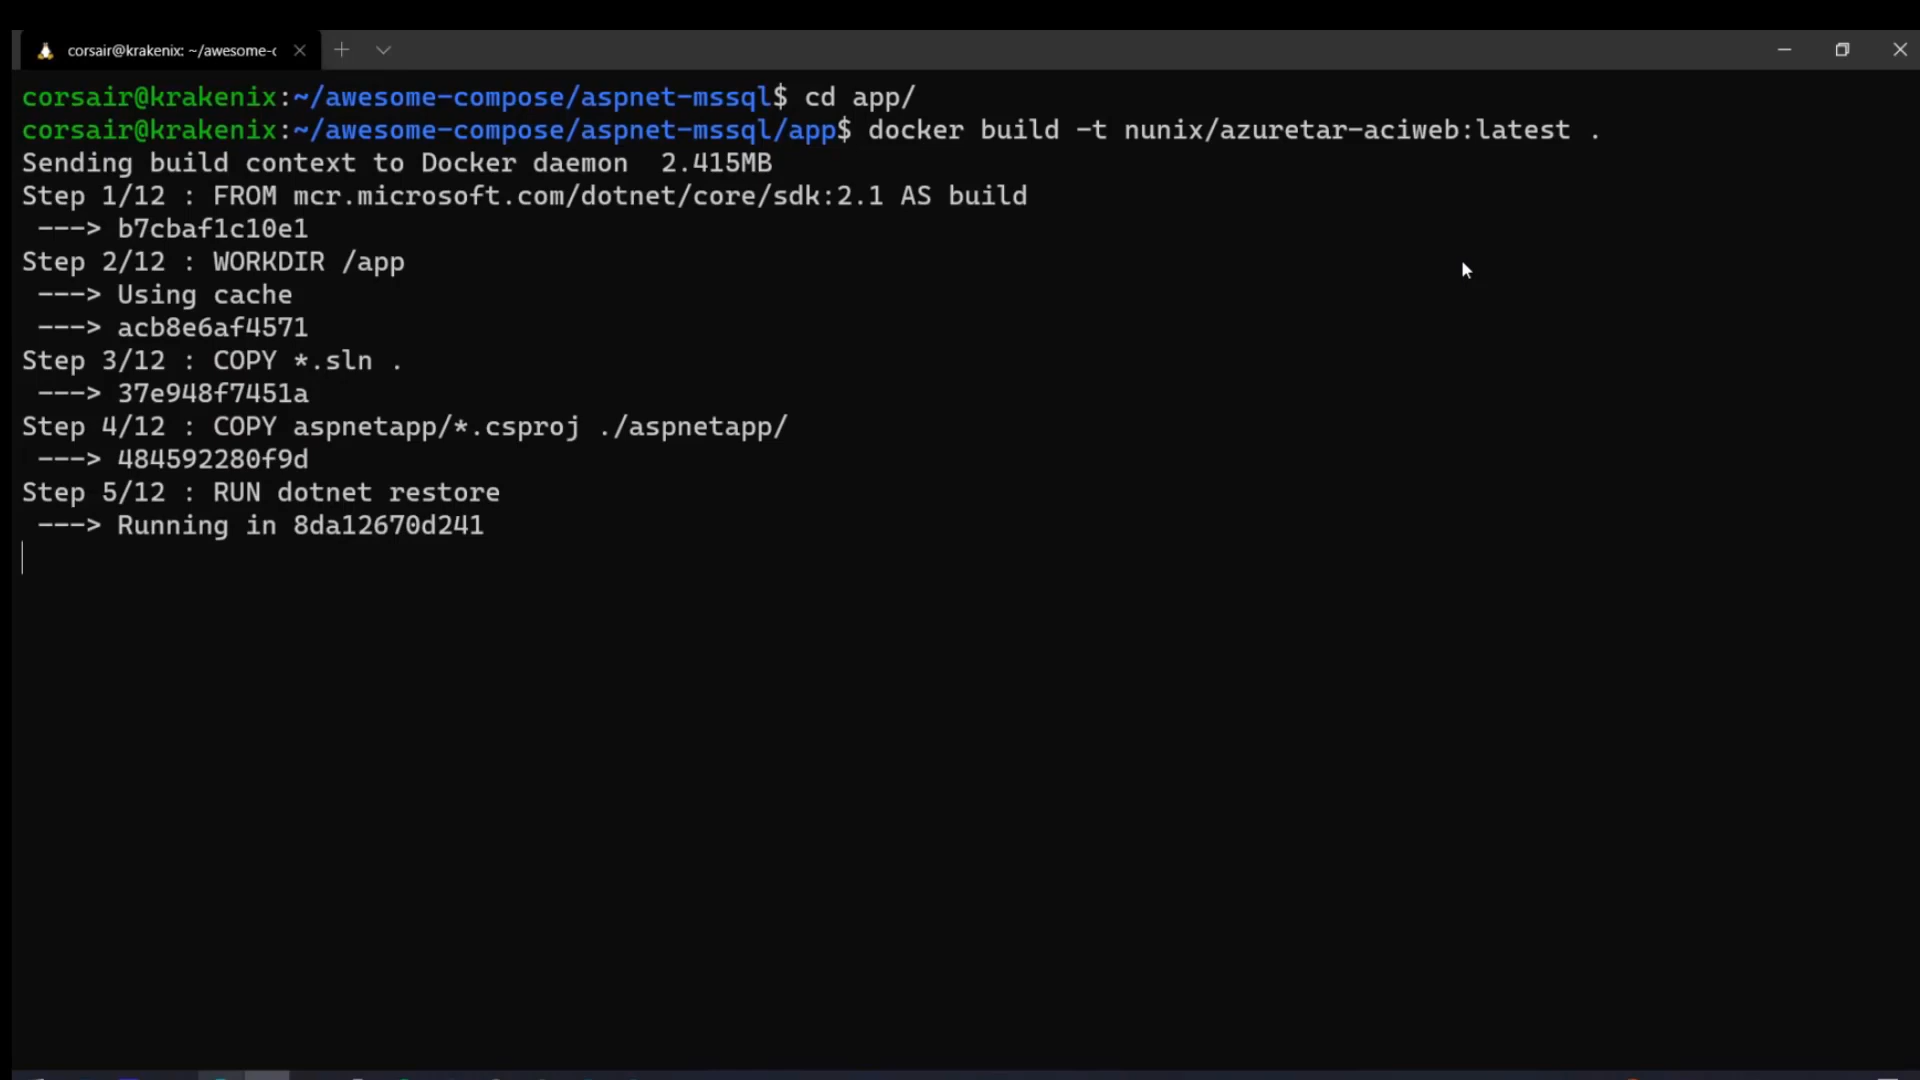 corsair@krakenix: ~/awesome-c
corsair@krakenix:~/awesome-compose/aspnet-mssql$ cd app/
corsair@krakenix:~/awesome-compose/aspnet-mssql/app$ docker build -t nunix/azuretar-aciweb:latest .
Sending build context to Docker daemon  2.415MB
Step 1/12 : FROM mcr.microsoft.com/dotnet/core/sdk:2.1 AS build
 ---> b7cbaf1c10e1
Step 2/12 : WORKDIR /app
 ---> Using cache
 ---> acb8e6af4571
Step 3/12 : COPY *.sln .
 ---> 37e948f7451a
Step 4/12 : COPY aspnetapp/*.csproj ./aspnetapp/
 ---> 484592280f9d
Step 5/12 : RUN dotnet restore
 ---> Running in 8da12670d241